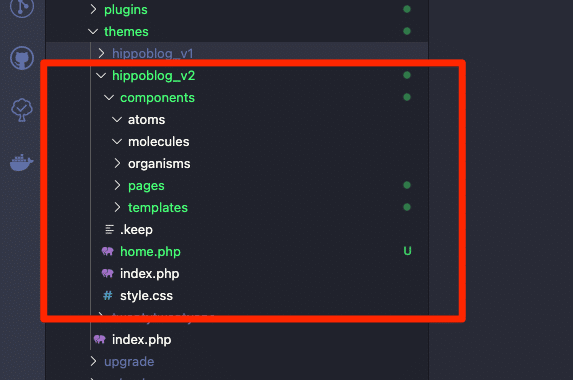 plugins
themes
hippoblog_v1
hippoblog_v2
components
atoms
molecules
organisms
pages
templates
.keep
home.php U
index.php
# style.css
index.php
upgrade